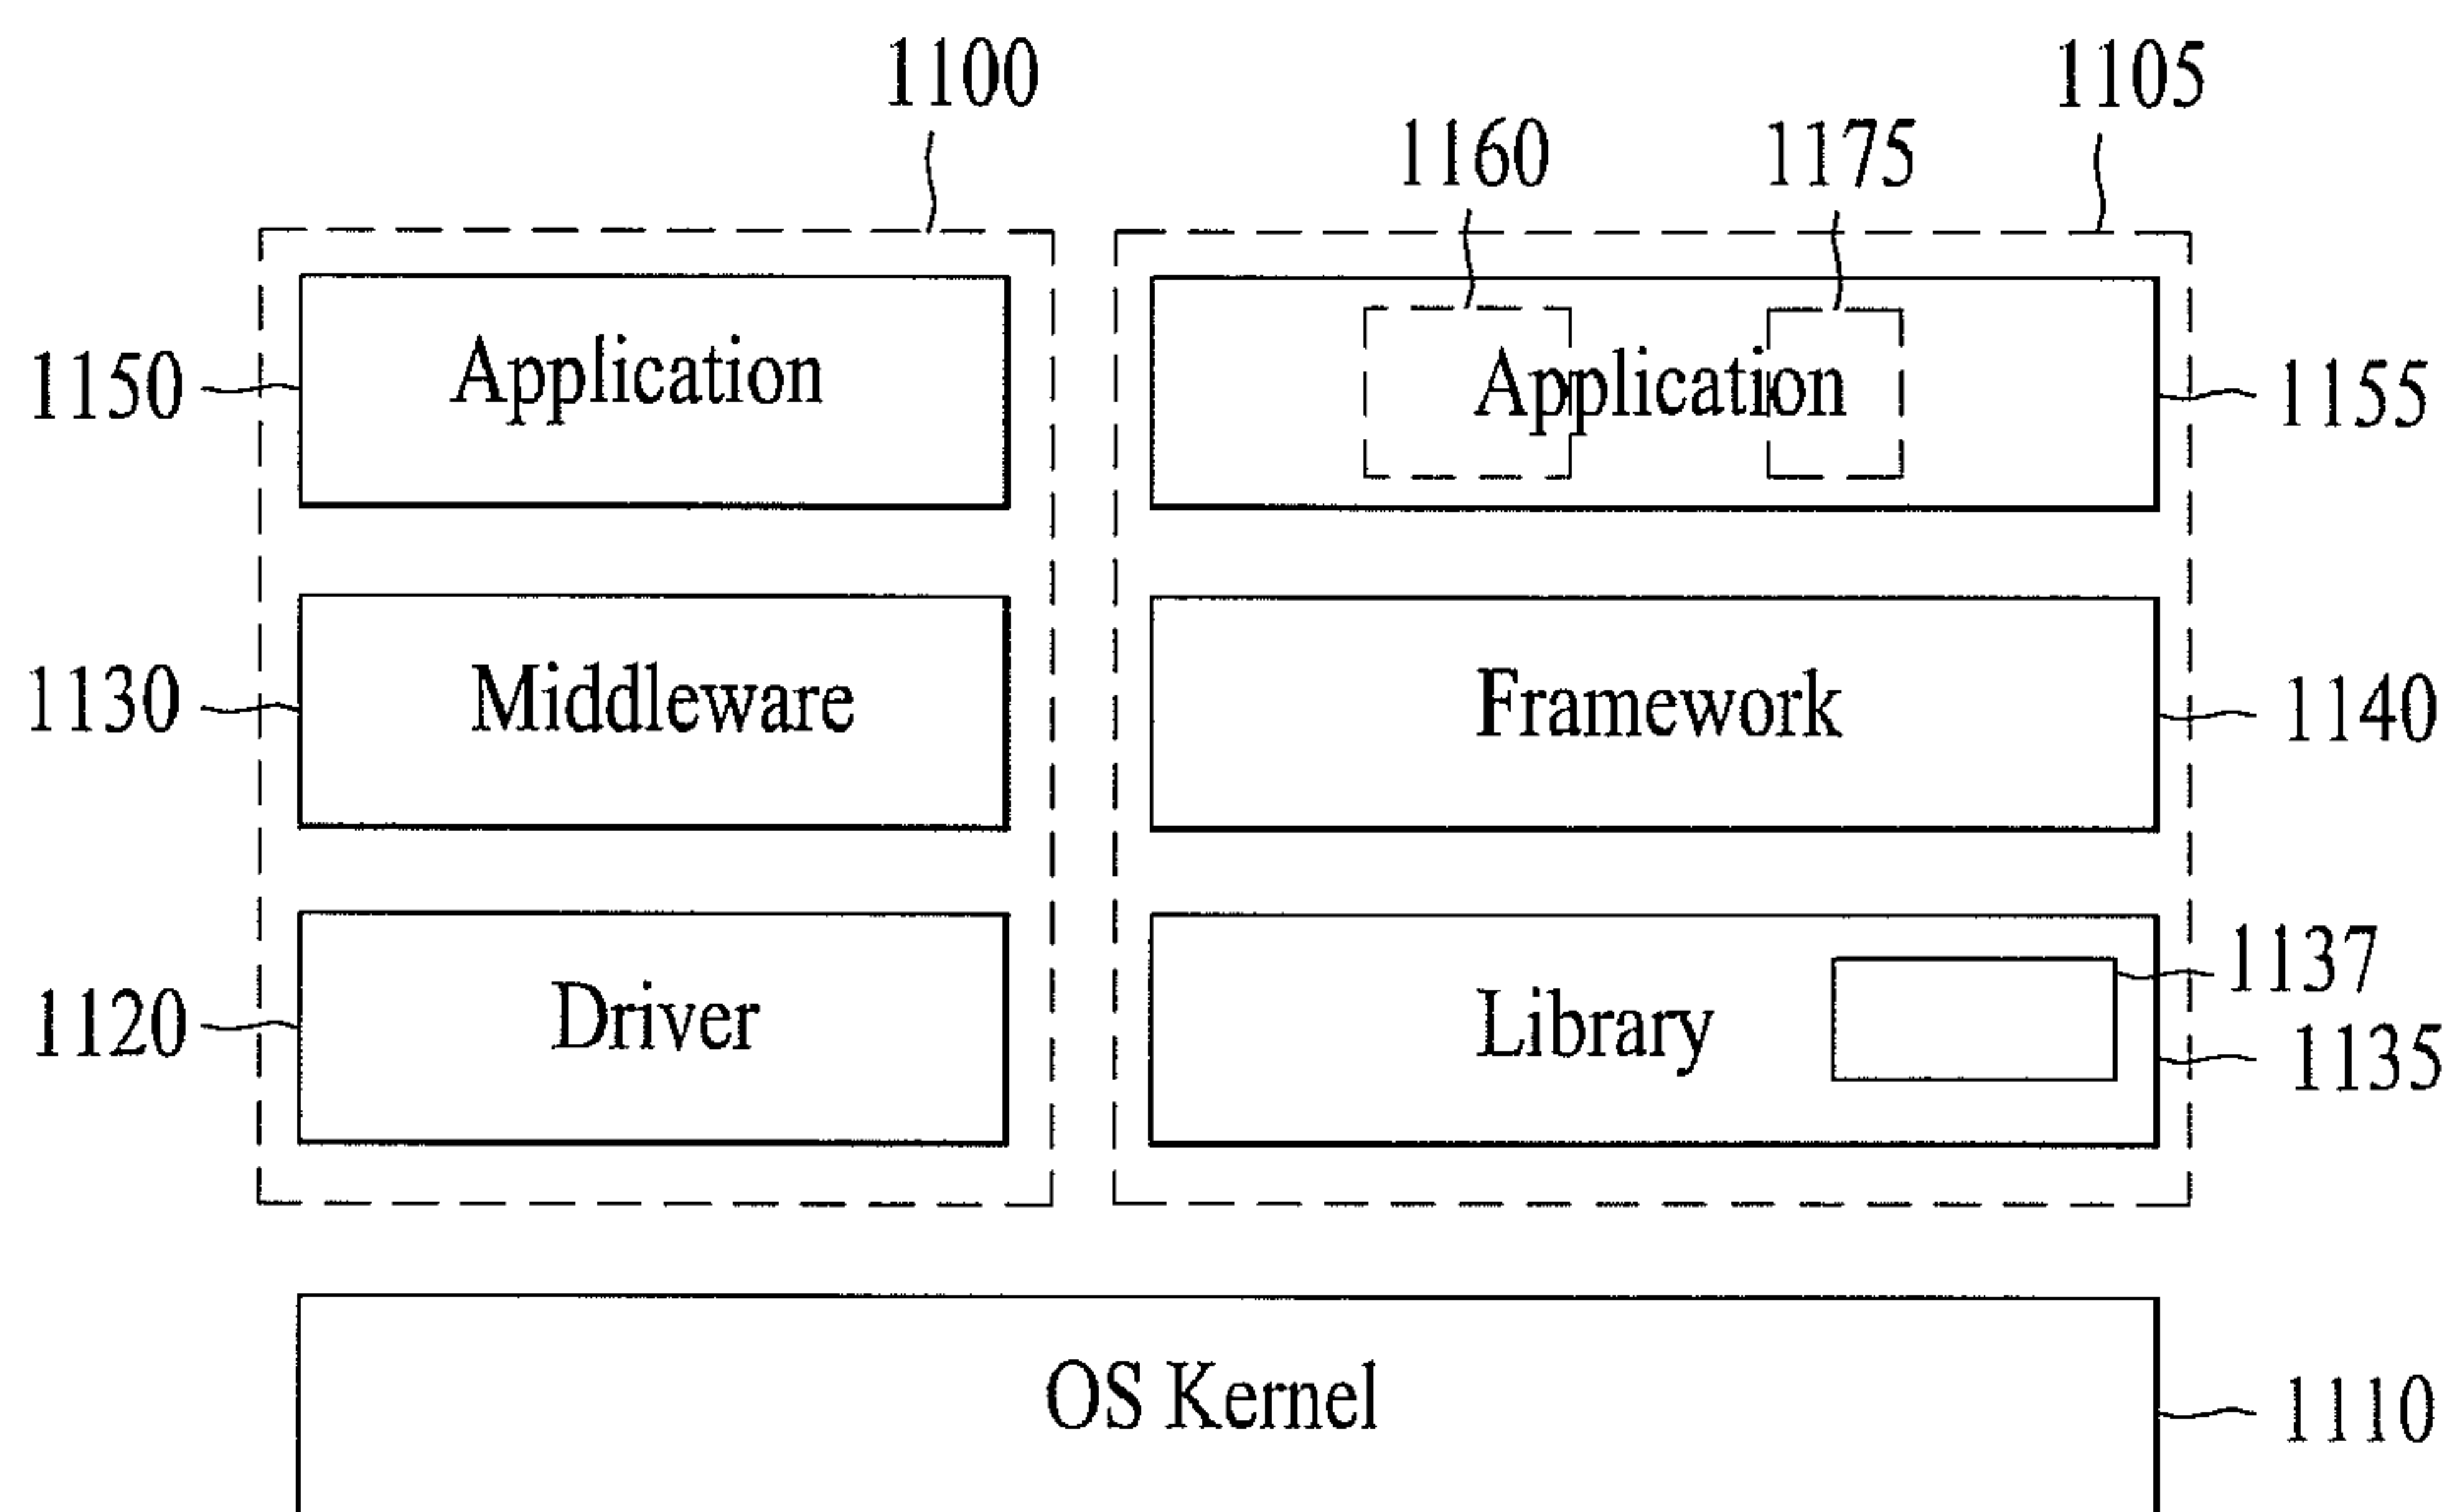 1100
1105
1160
1175
1150
Application
Application
1155
1130
Middleware
Framework
1140
1137
1120
Driver
Library
1135
OS Kernel
1110